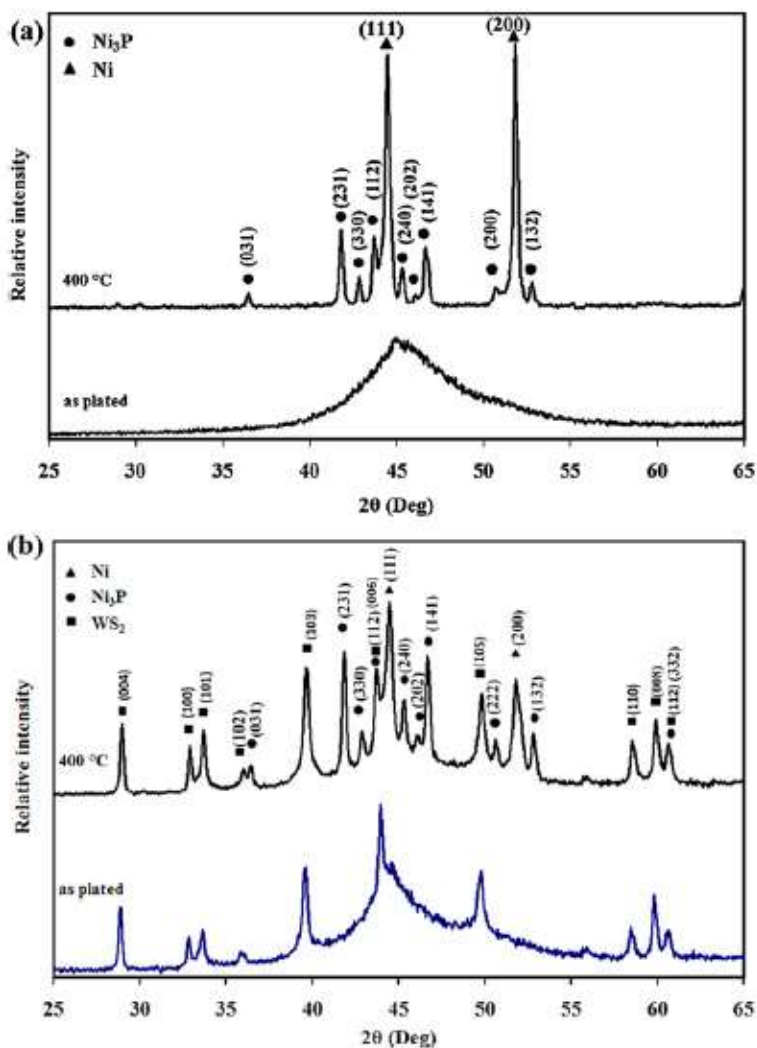 (a)
● Ni₃P
▲ Ni
(111)
(200)
(031)
(231)
(330)
(112)
(240)
(202)
(141)
(200)
(132)
400 °C
as plated
Relative intensity
25 30 35 40 45 50 55 60 65
2θ (Deg)
(b)
▲ Ni
● Ni₃P
■ WS₂
(004)
(100)
(101)
(102)
(031)
(103)
(231)
(330)
(112) (006)
(111)
(240)
(202)
(141)
(105)
(222)
(200)
(132)
(110)
(008)
(112) (332)
400 °C
as plated
Relative intensity
25 30 35 40 45 50 55 60 65
2θ (Deg)